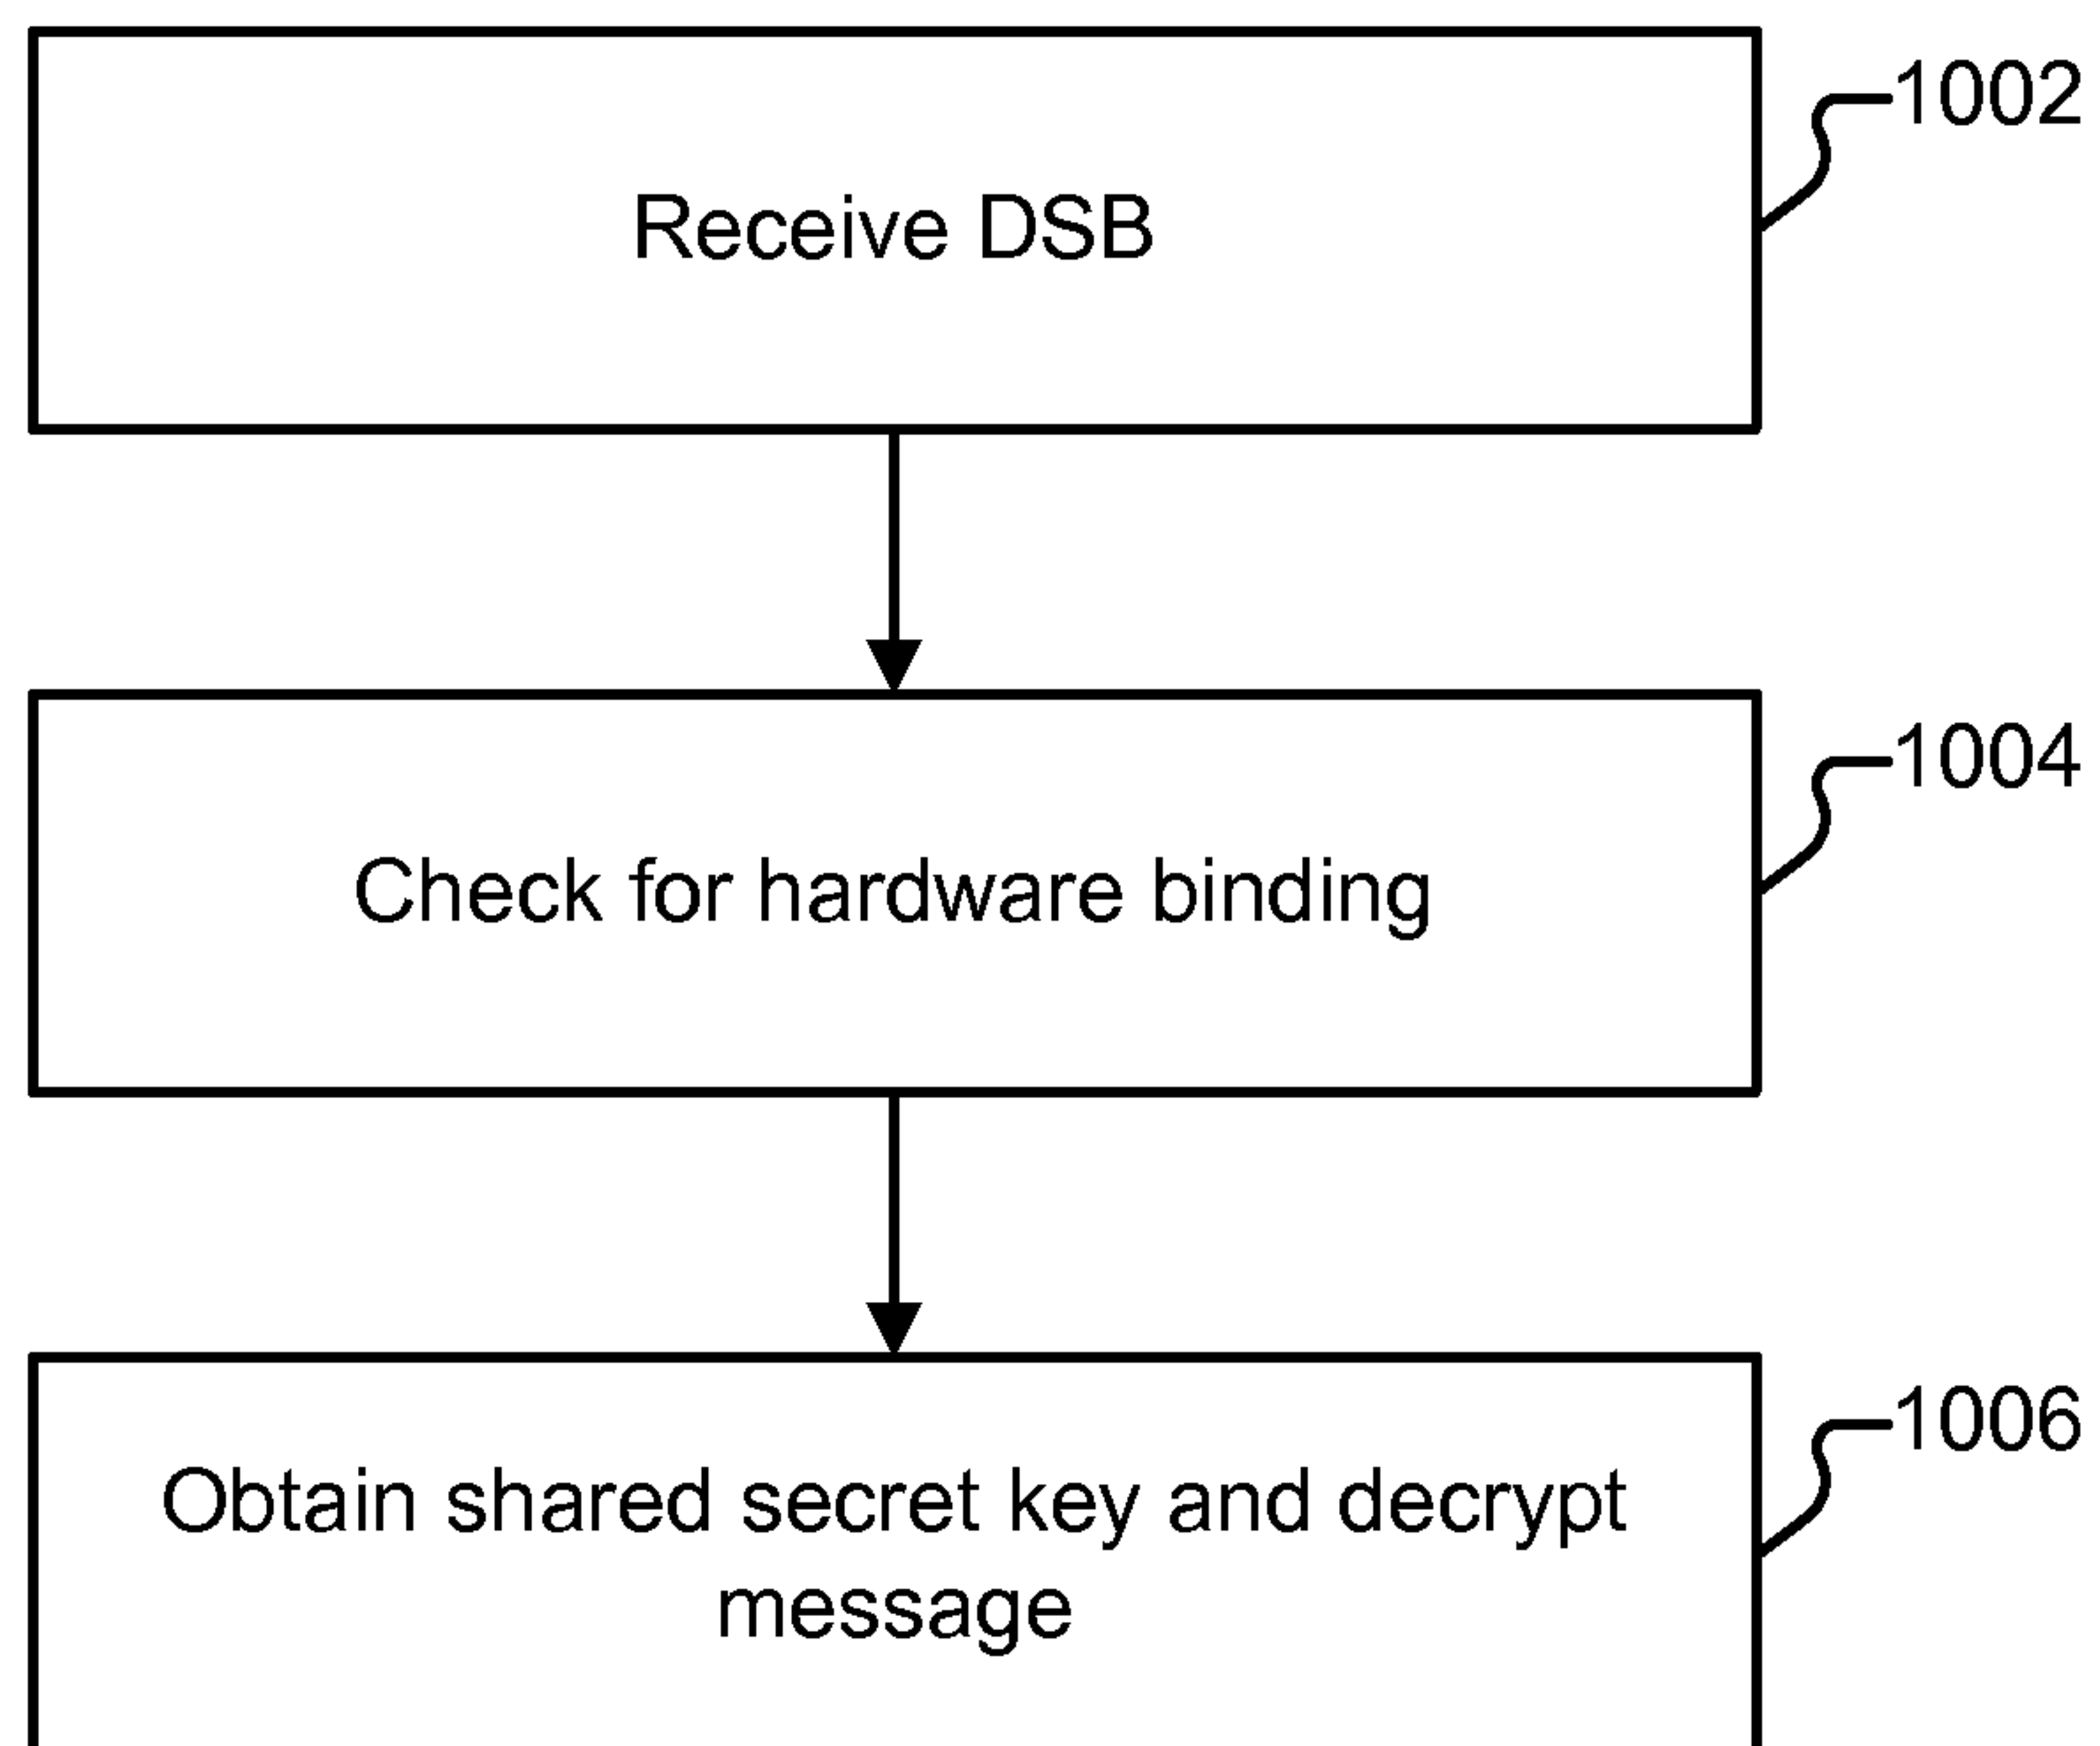 Receive DSB
1002
Check for hardware binding
1004
Obtain shared secret key and decrypt
message
1006